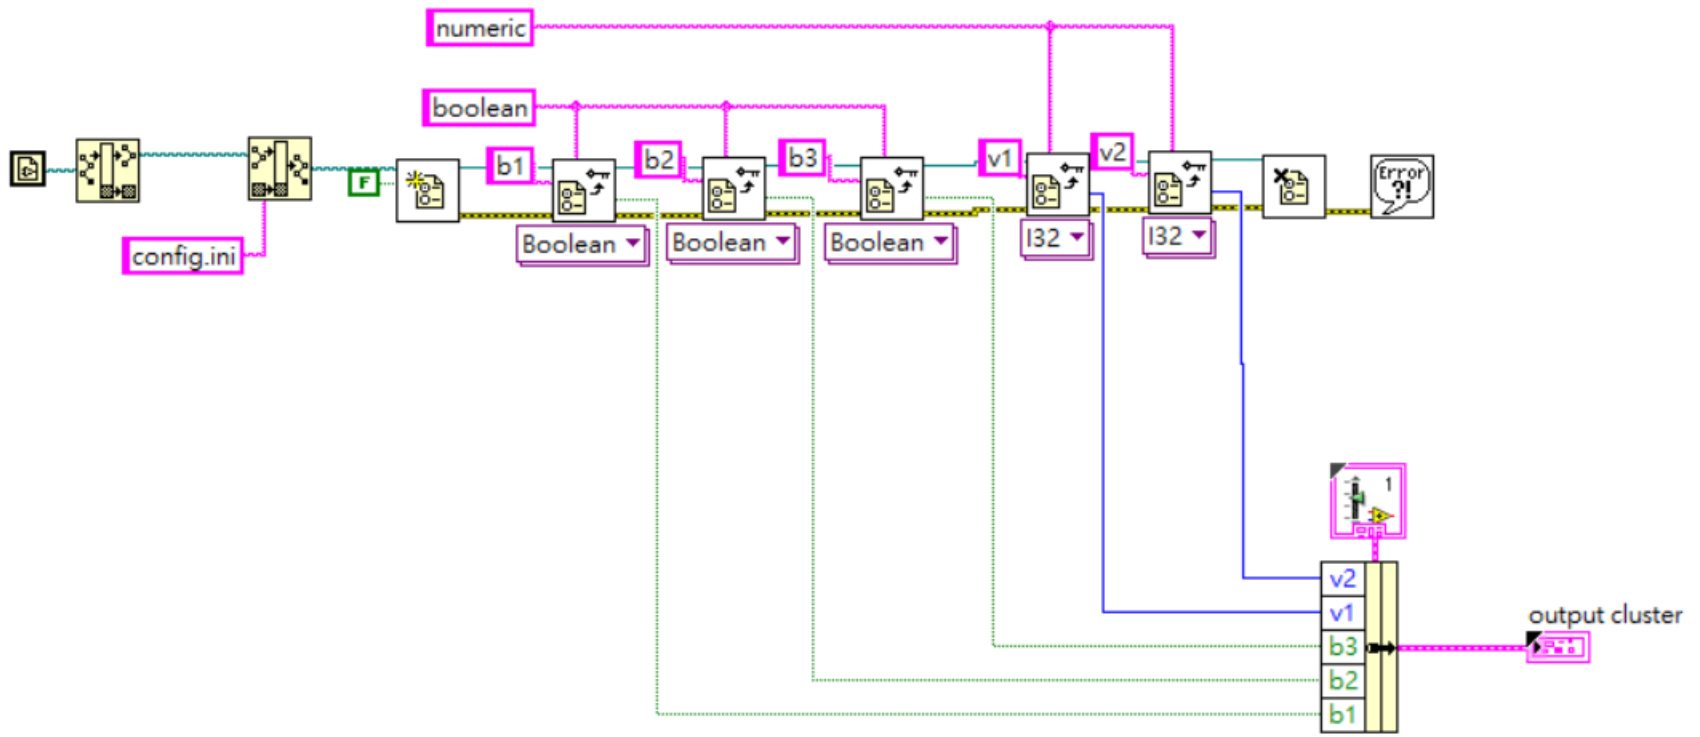 numeric
boolean
b1
b2
b3
v1
v2
F
Error
?!
config.ini
Boolean
Boolean
Boolean
I32
I32
1
v2
v1
b3
b2
b1
output cluster